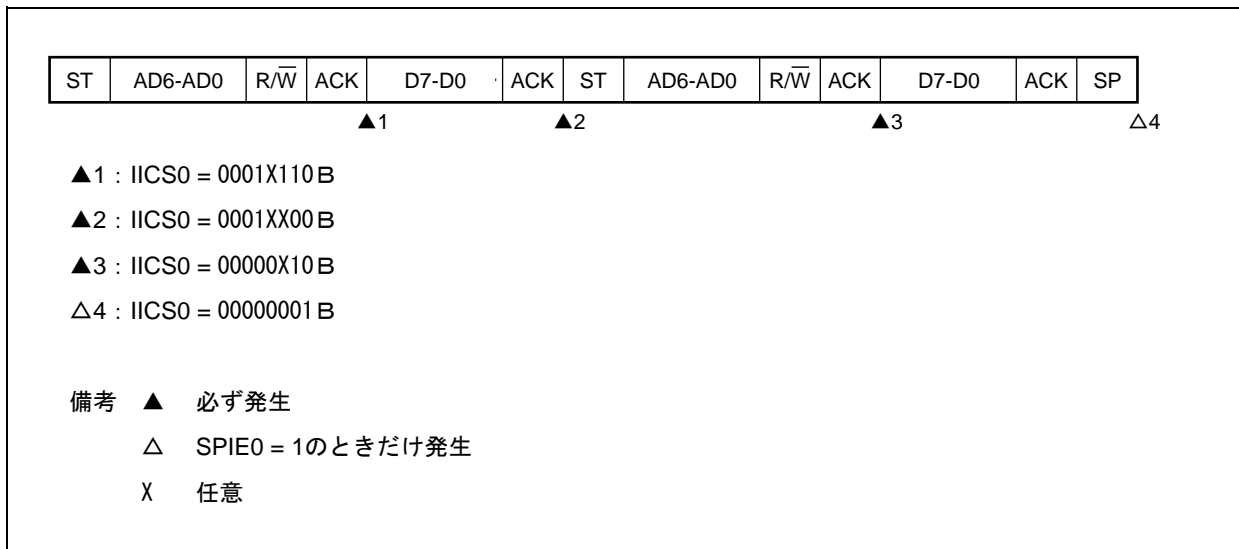 ST AD6-AD0 R/W̅ ACK D7-D0 ACK ST AD6-AD0 R/W̅ ACK D7-D0 ACK SP
▲1 ▲2 ▲3 △4
▲1：IICS0 = 0001X110B
▲2：IICS0 = 0001XX00B
▲3：IICS0 = 00000X10B
△4：IICS0 = 00000001B
備考 ▲ 必ず発生
△ SPIE0 = 1のときだけ発生
X 任意